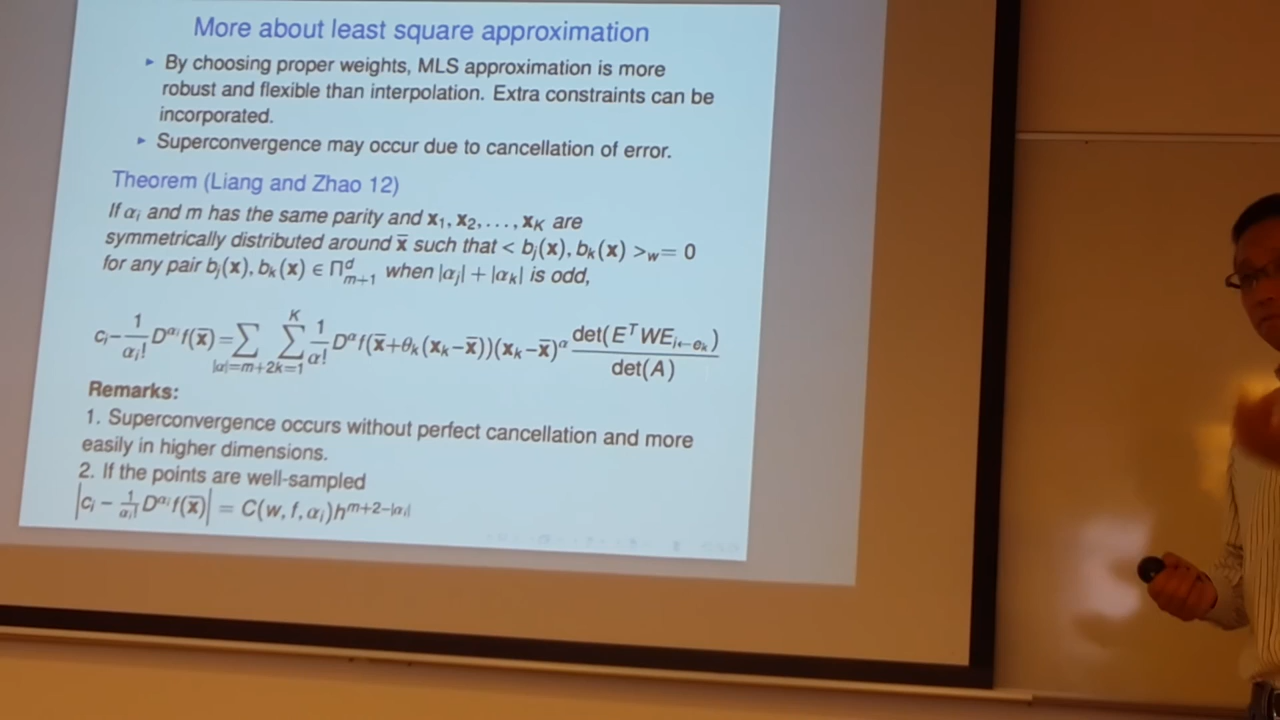 More about least square approximation
▸ By choosing proper weights, MLS approximation is more
robust and flexible than interpolation. Extra constraints can be
incorporated.
▸ Superconvergence may occur due to cancellation of error.
Theorem (Liang and Zhao 12)
If αᵢ and m has the same parity and x₁, x₂, . . . , x_K are
symmetrically distributed around x̄ such that < bⱼ(x), bₖ(x) >_w= 0
for any pair bⱼ(x), bₖ(x) ∈ Π^d_{m+1} when |αⱼ| + |αₖ| is odd,
cᵢ − \frac{1}{αᵢ!} D^{αᵢ} f(x̄) = ∑_{|α|=m+2} ∑_{k=1}^{K} \frac{1}{α!} D^α f(x̄+θₖ(xₖ−x̄))(xₖ−x̄)^α \frac{det(E^T WE_{i←eₖ})}{det(A)}
Remarks:
1. Superconvergence occurs without perfect cancellation and more
easily in higher dimensions.
2. If the points are well-sampled
|cᵢ − \frac{1}{αᵢ!} D^{αᵢ} f(x̄)| = C(w, f, αᵢ)h^{m+2−|αᵢ|}